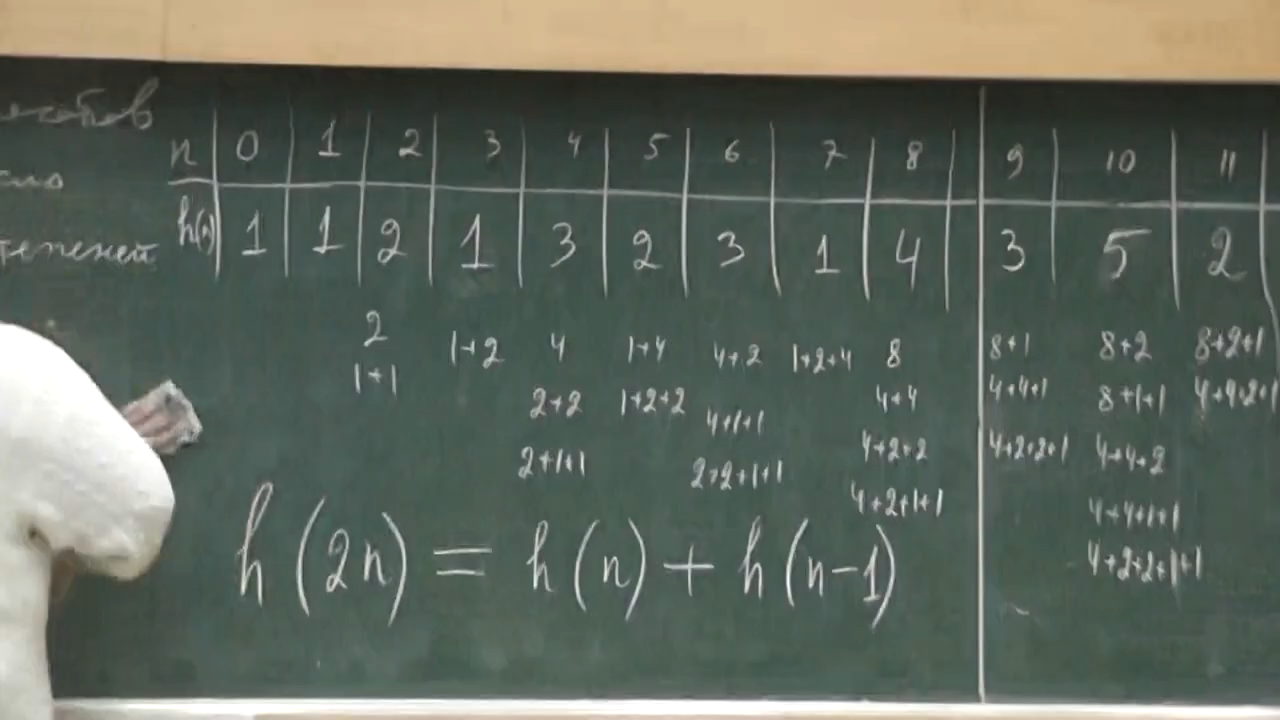 n 0 1 2 3 4 5 6 7 8 9 10 11
h(n) 1 1 2 1 3 2 3 1 4 3 5 2
2 1+2 4 1+4 4+2 1+2+4 8 8+1 8+2 8+2+1
1+1 2+2 1+2+2 4+1+1 4+4 4+4+1 8+1+1 4+4+2+1
2+1+1 2+2+1+1 4+2+2 4+2+2+1 4+4+2
4+2+1+1 4+4+1+1
4+2+2+1+1
h(2n) = h(n) + h(n-1)